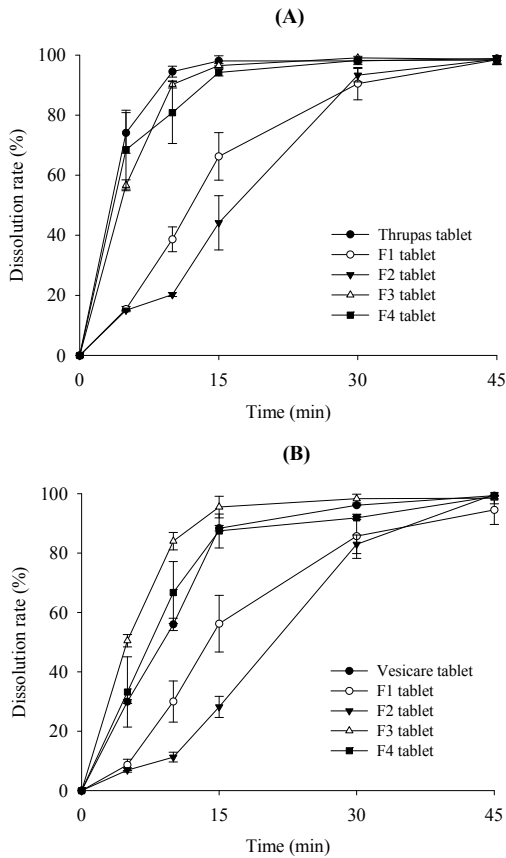 (A)
100
80
60
40
20
0
Dissolution rate (%)
Thrupas tablet
F1 tablet
F2 tablet
F3 tablet
F4 tablet
0 15 30 45
Time (min)
(B)
100
80
60
40
20
0
Dissolution rate (%)
Vesicare tablet
F1 tablet
F2 tablet
F3 tablet
F4 tablet
0 15 30 45
Time (min)